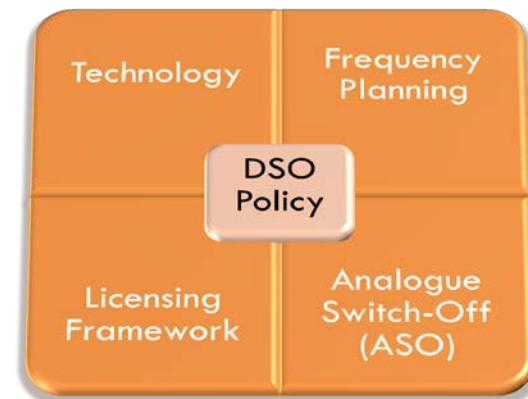 Technology
Frequency
Planning
DSO
Policy
Licensing
Framework
Analogue
Switch-Off
(ASO)